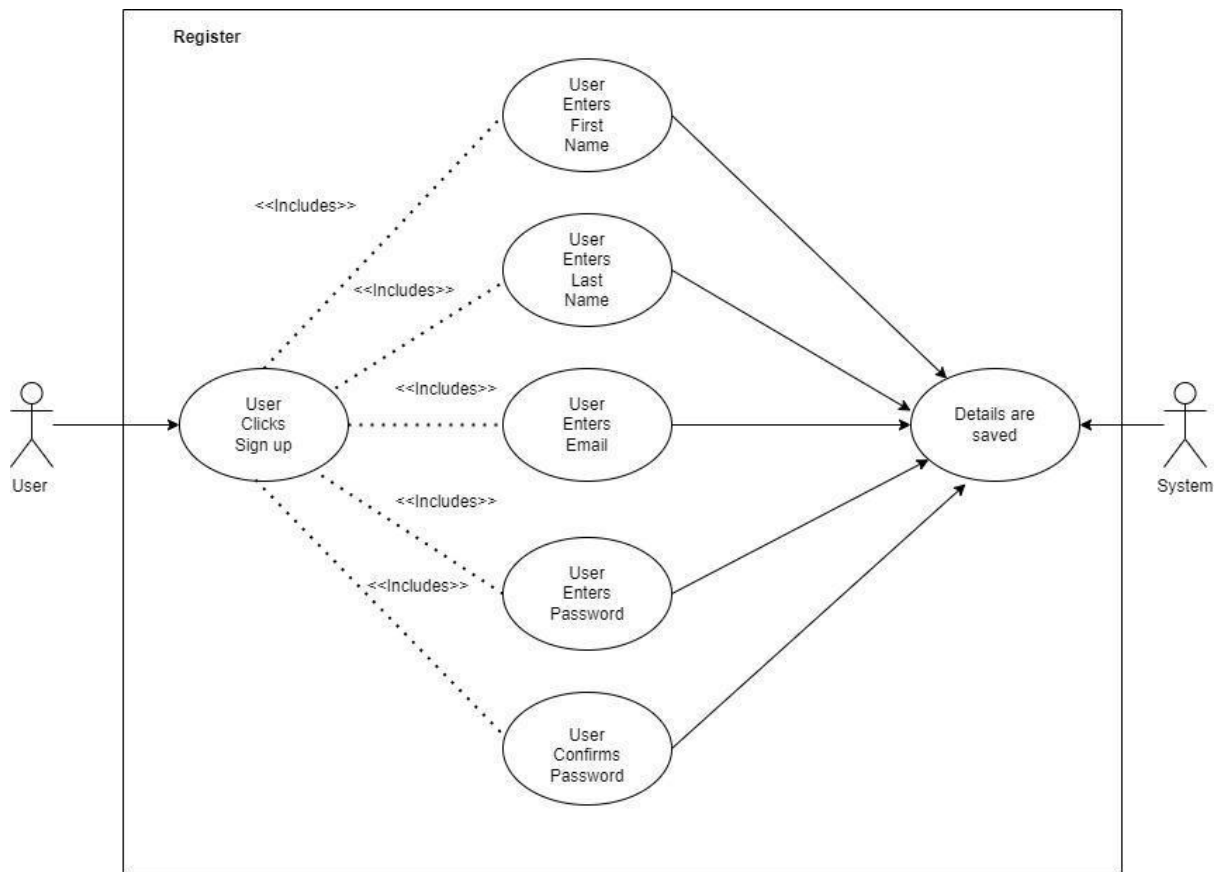 Register
User
Enters
First
Name
<<Includes>>
User
Enters
Last
Name
<<Includes>>
<<Includes>>
User
Clicks
Sign up
User
Enters
Email
Details are
saved
User
System
<<Includes>>
User
Enters
Password
<<Includes>>
User
Confirms
Password